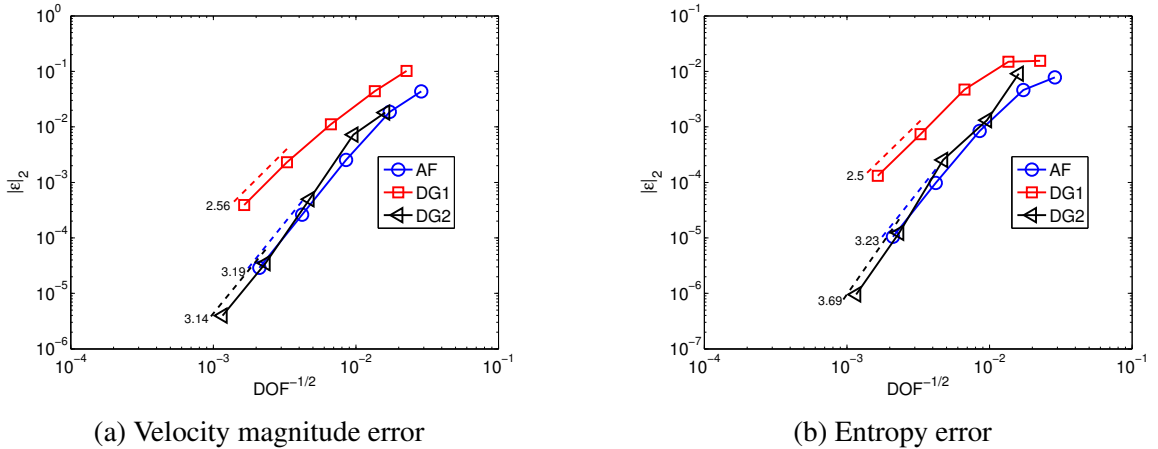 10^0
10^{-1}
10^{-2}
10^{-3}
10^{-4}
10^{-5}
10^{-6}
|ε|_2
2.56
3.19
3.14
AF
DG1
DG2
10^{-4}
10^{-3}
10^{-2}
10^{-1}
DOF^{-1/2}
(a) Velocity magnitude error
10^{-1}
10^{-2}
10^{-3}
10^{-4}
10^{-5}
10^{-6}
10^{-7}
|ε|_2
2.5
3.23
3.69
AF
DG1
DG2
10^{-4}
10^{-3}
10^{-2}
10^{-1}
DOF^{-1/2}
(b) Entropy error